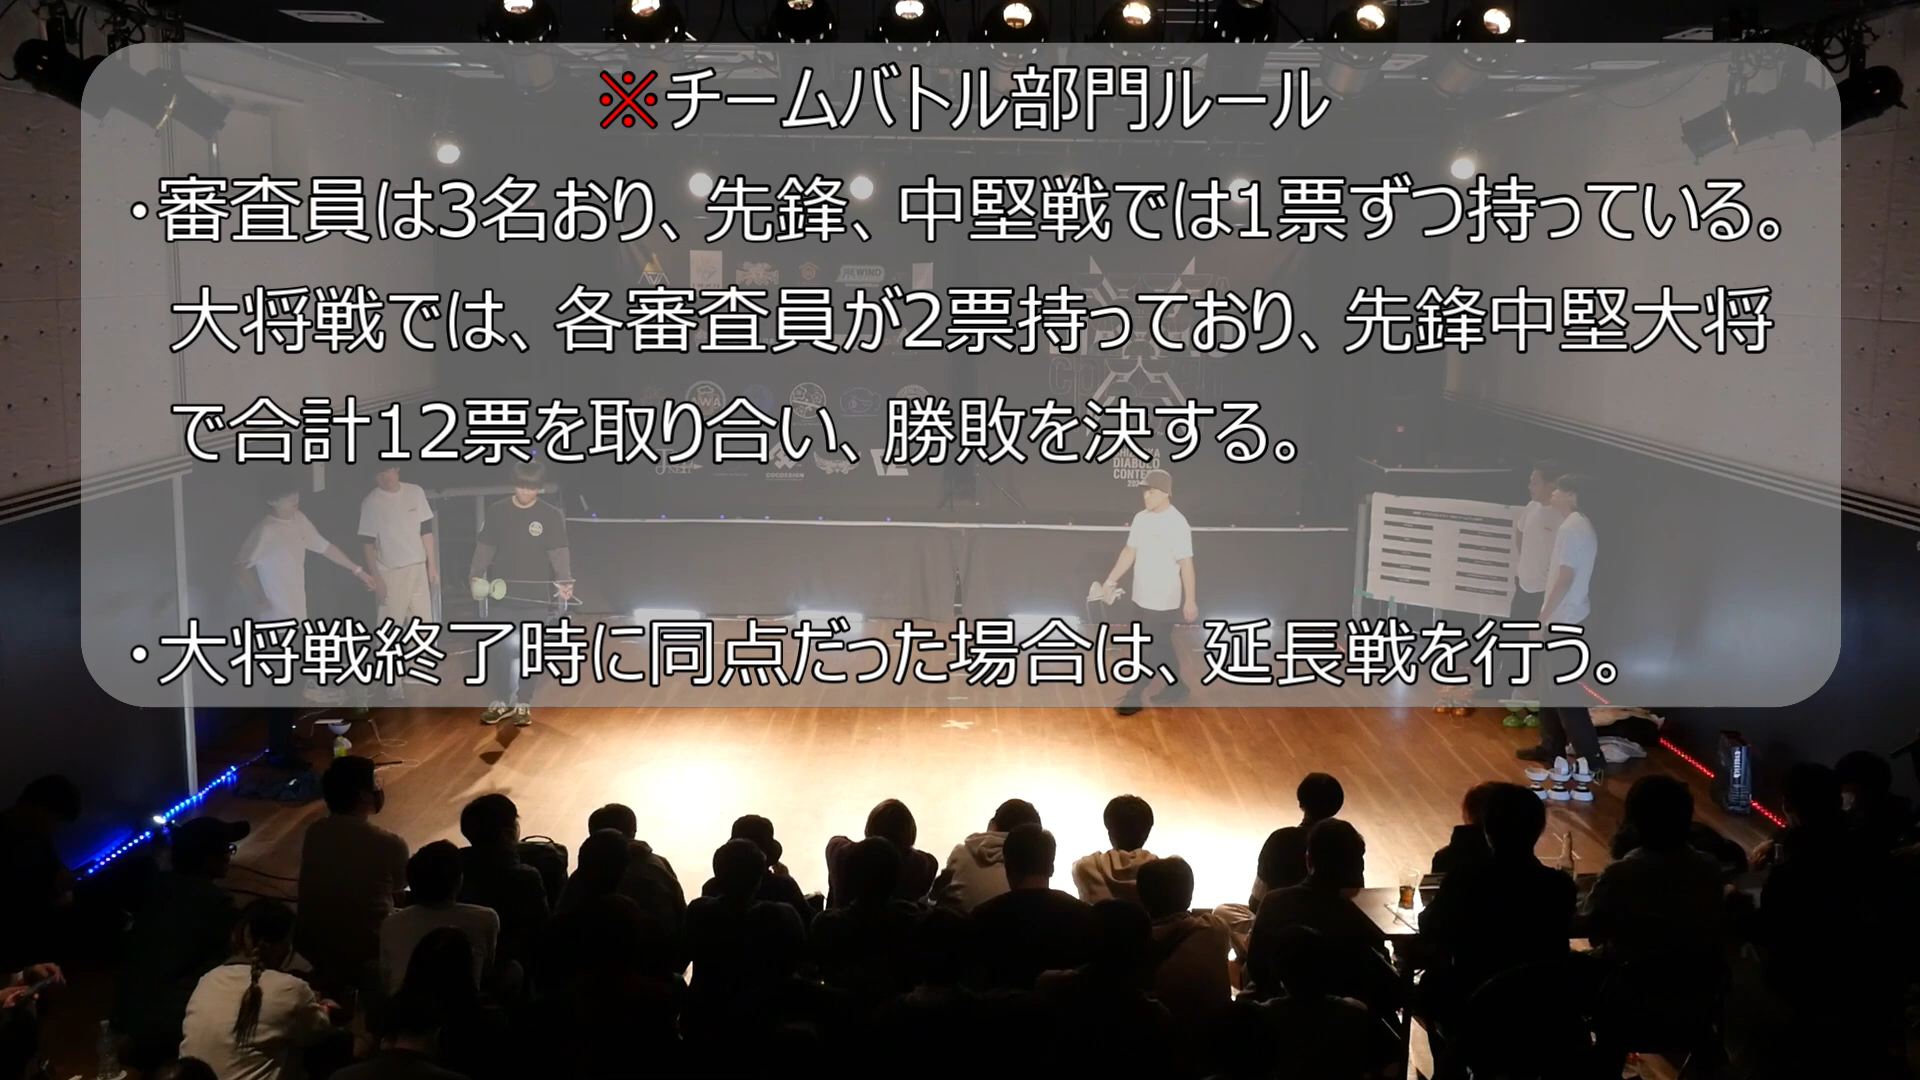 ※チームバトル部門ルール
・審査員は3名おり、先鋒、中堅戦では1票ずつ持っている。
大将戦では、各審査員が2票持っており、先鋒中堅大将
で合計12票を取り合い、勝敗を決する。
・大将戦終了時に同点だった場合は、延長戦を行う。
REWIND
AWA
COCODESIGN
DIABOLO